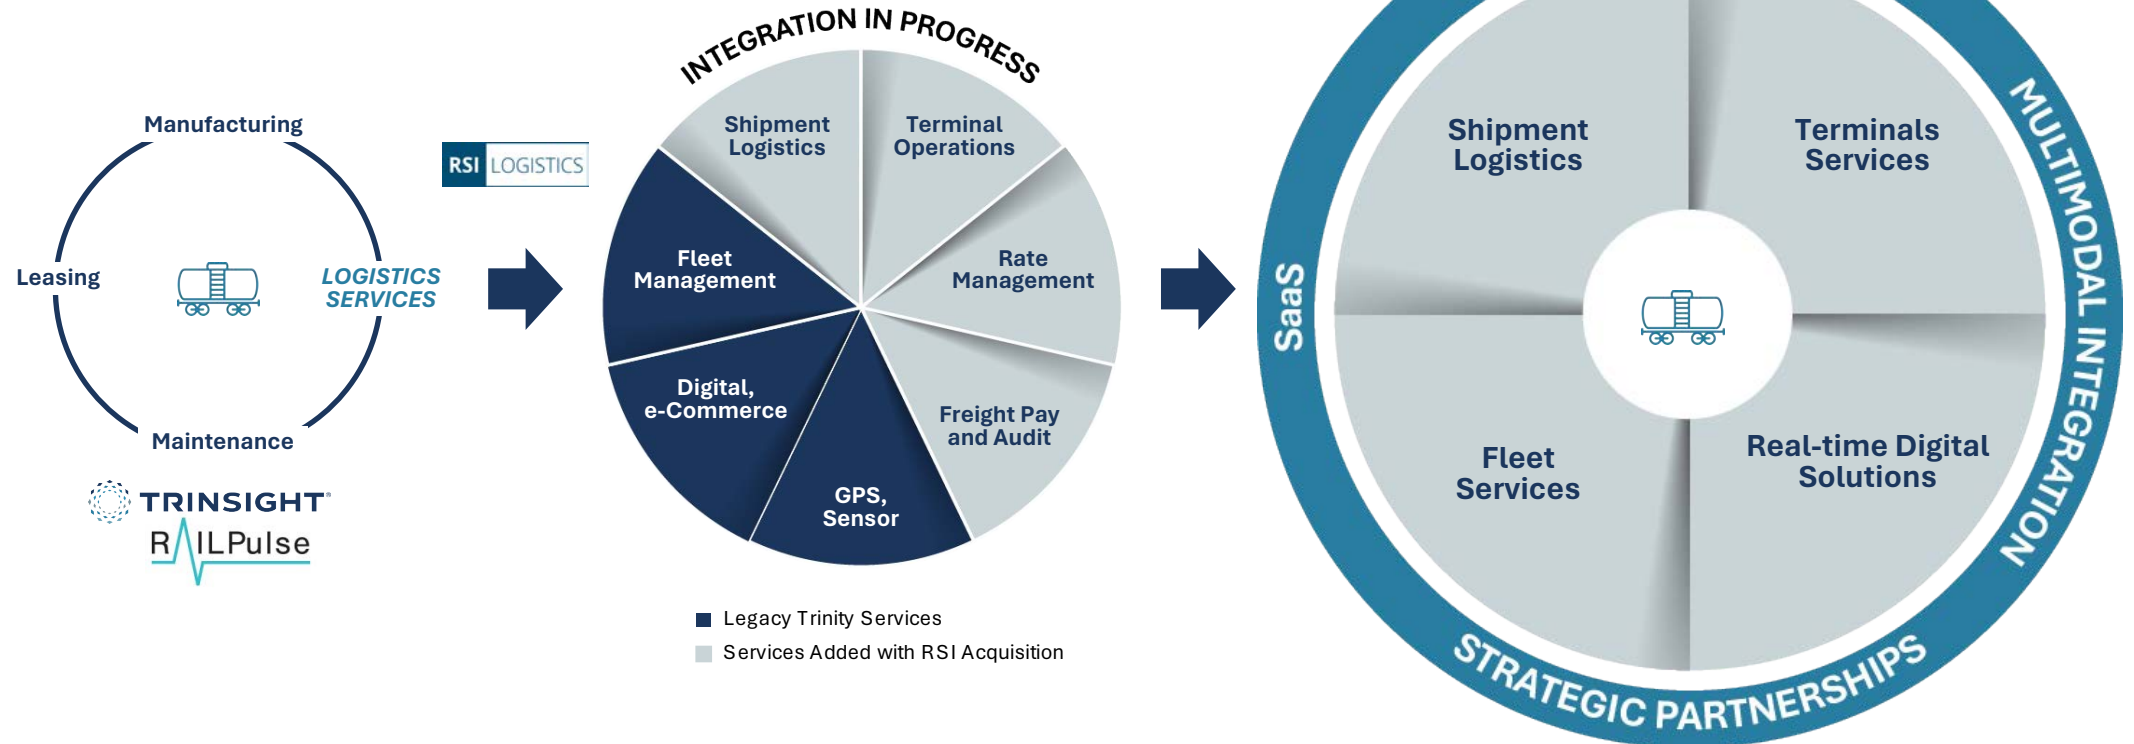 Manufacturing
Leasing
LOGISTICS
SERVICES
Maintenance
TRINSIGHT®
RAILPulse
RSI LOGISTICS
INTEGRATION IN PROGRESS
Shipment
Logistics
Terminal
Operations
Fleet
Management
Rate
Management
Digital,
e-Commerce
Freight Pay
and Audit
GPS,
Sensor
Legacy Trinity Services
Services Added with RSI Acquisition
SaaS
MULTIMODAL INTEGRATION
STRATEGIC PARTNERSHIPS
Shipment
Logistics
Terminals
Services
Fleet
Services
Real-time Digital
Solutions